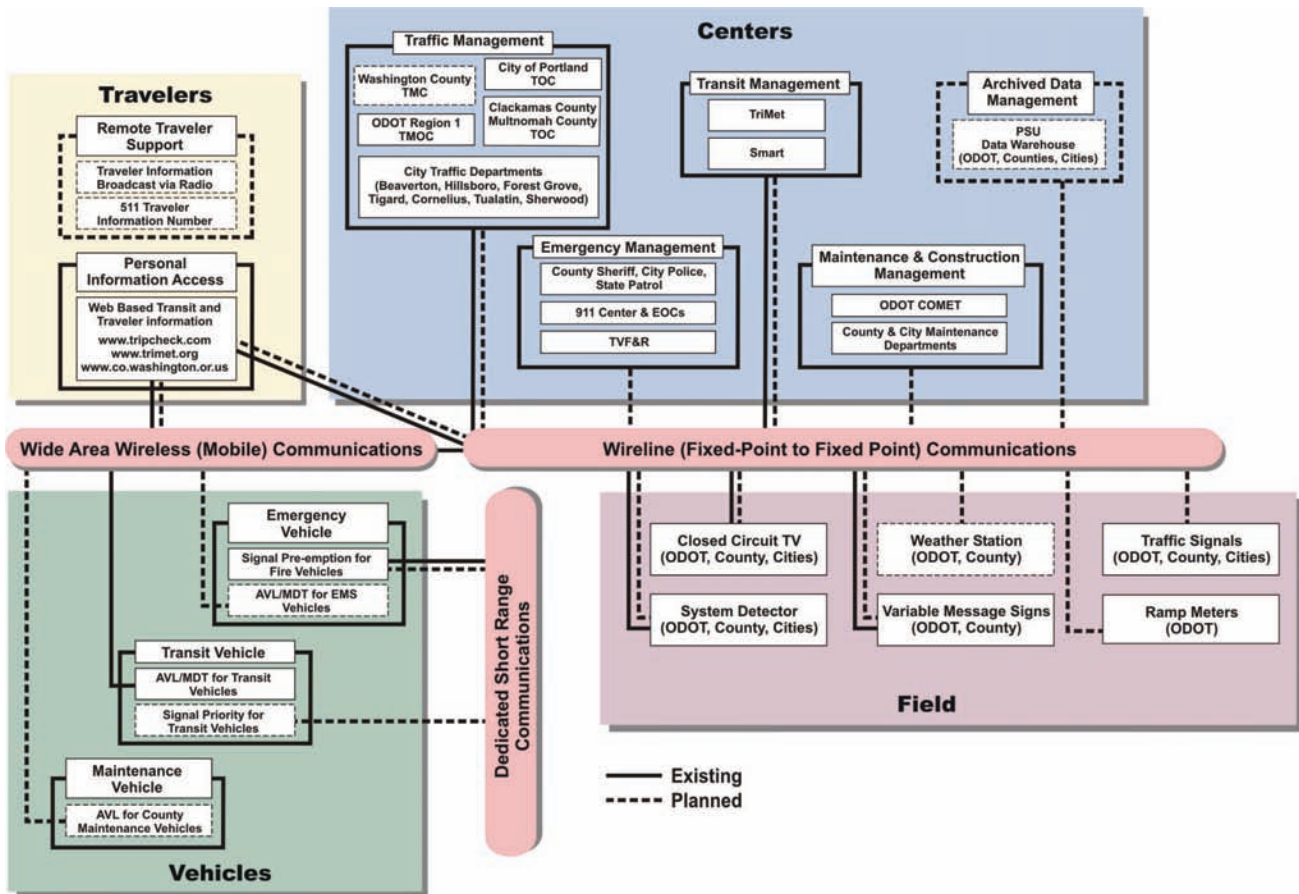 Centers
Traffic Management
Washington County
TMC
City of Portland
TOC
ODOT Region 1
TMOC
Clackamas County
Multnomah County
TOC
City Traffic Departments
(Beaverton, Hillsboro, Forest Grove,
Tigard, Cornelius, Tualatin, Sherwood)
Transit Management
TriMet
Smart
Archived Data
Management
PSU
Data Warehouse
(ODOT, Counties, Cities)
Emergency Management
County Sheriff, City Police,
State Patrol
911 Center & EOCs
TVF&R
Maintenance & Construction
Management
ODOT COMET
County & City Maintenance
Departments
Travelers
Remote Traveler
Support
Traveler Information
Broadcast via Radio
511 Traveler
Information Number
Personal
Information Access
Web Based Transit and
Traveler information
www.tripcheck.com
www.trimet.org
www.co.washington.or.us
Wide Area Wireless (Mobile) Communications
Wireline (Fixed-Point to Fixed Point) Communications
Emergency
Vehicle
Signal Pre-emption for
Fire Vehicles
AVL/MDT for EMS
Vehicles
Transit Vehicle
AVL/MDT for Transit
Vehicles
Signal Priority for
Transit Vehicles
Maintenance
Vehicle
AVL for County
Maintenance Vehicles
Vehicles
Dedicated Short Range
Communications
Closed Circuit TV
(ODOT, County, Cities)
Weather Station
(ODOT, County)
Traffic Signals
(ODOT, County, Cities)
System Detector
(ODOT, County, Cities)
Variable Message Signs
(ODOT, County)
Ramp Meters
(ODOT)
Field
Existing
Planned